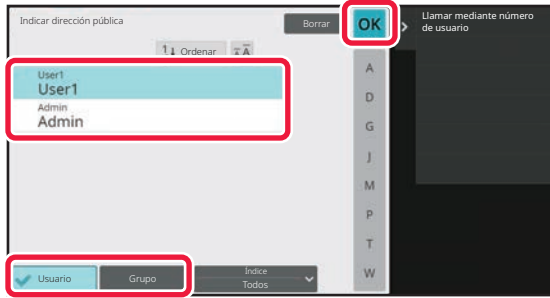 Indicar dirección pública
Borrar
OK
Llamar mediante número
de usuario
1 Ordenar
A
User1
User1
Admin
Admin
A
D
G
J
M
P
T
W
Usuario
Grupo
Índice
Todos